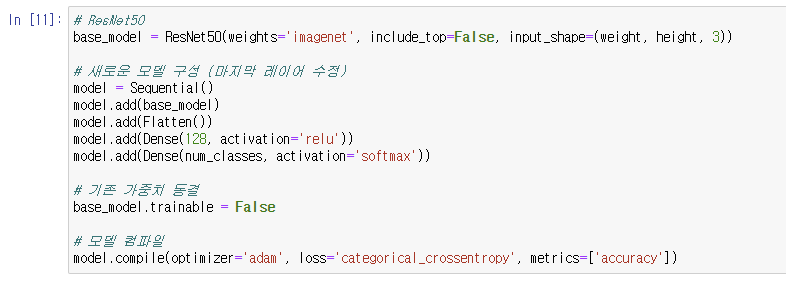 In [11]:
# ResNet50
base_model = ResNet50(weights='imagenet', include_top=False, input_shape=(weight, height, 3))
# 새로운 모델 구성 (마지막 레이어 수정)
model = Sequential()
model.add(base_model)
model.add(Flatten())
model.add(Dense(128, activation='relu'))
model.add(Dense(num_classes, activation='softmax'))
# 기존 가중치 동결
base_model.trainable = False
# 모델 컴파일
model.compile(optimizer='adam', loss='categorical_crossentropy', metrics=['accuracy'])